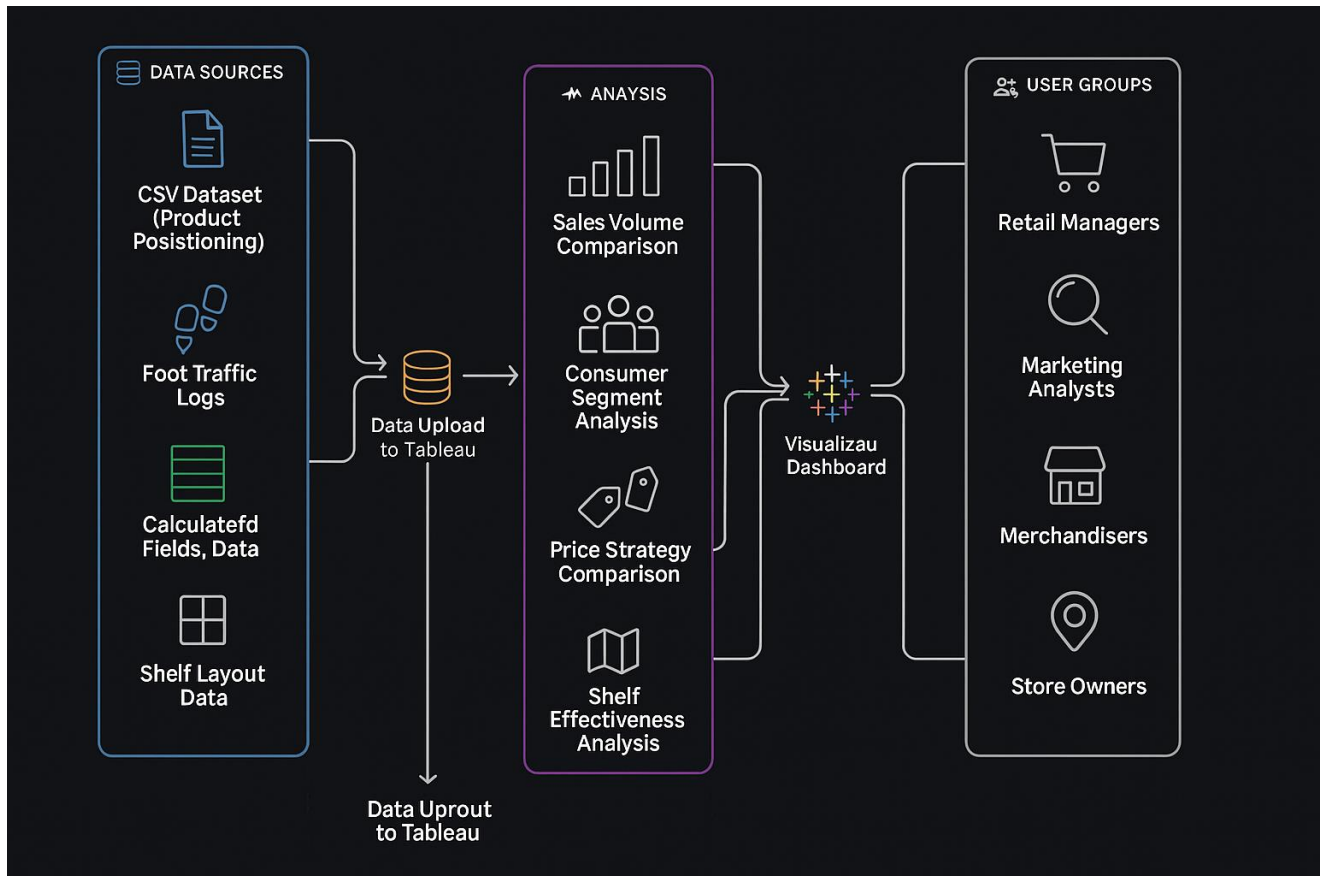 DATA SOURCES
CSV Dataset
(Product
Posistioning)
Foot Traffic
Logs
Calculatefd
Fields, Data
Shelf Layout
Data
Data Upload
to Tableau
Data Uprout
to Tableau
ANAYSIS
Sales Volume
Comparison
Consumer
Segment
Analysis
Price Strategy
Comparison
Shelf
Effectiveness
Analysis
Visualizau
Dashboard
USER GROUPS
Retail Managers
Marketing
Analysts
Merchandisers
Store Owners